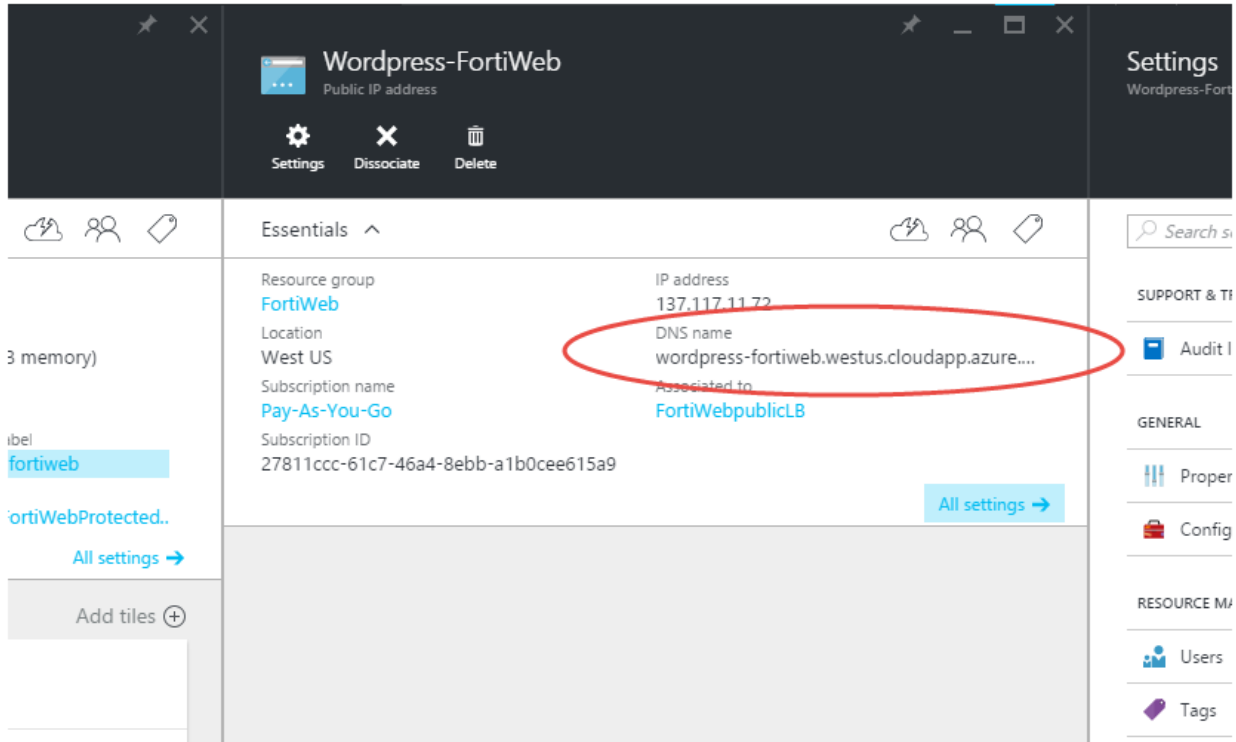 Wordpress-FortiWeb
Public IP address
Settings
Dissociate
Delete
Settings
Wordpress-Fort
3 memory)
abel
fortiweb
ortiWebProtected..
All settings →
Add tiles
Essentials
Resource group
FortiWeb
Location
West US
Subscription name
Pay-As-You-Go
Subscription ID
27811ccc-61c7-46a4-8ebb-a1b0cee615a9
IP address
137.117.11.72
DNS name
wordpress-fortiweb.westus.cloudapp.azure....
Associated to
FortiWebpublicLB
All settings →
Search s
SUPPORT & T
Audit l
GENERAL
Proper
Config
RESOURCE MA
Users
Tags